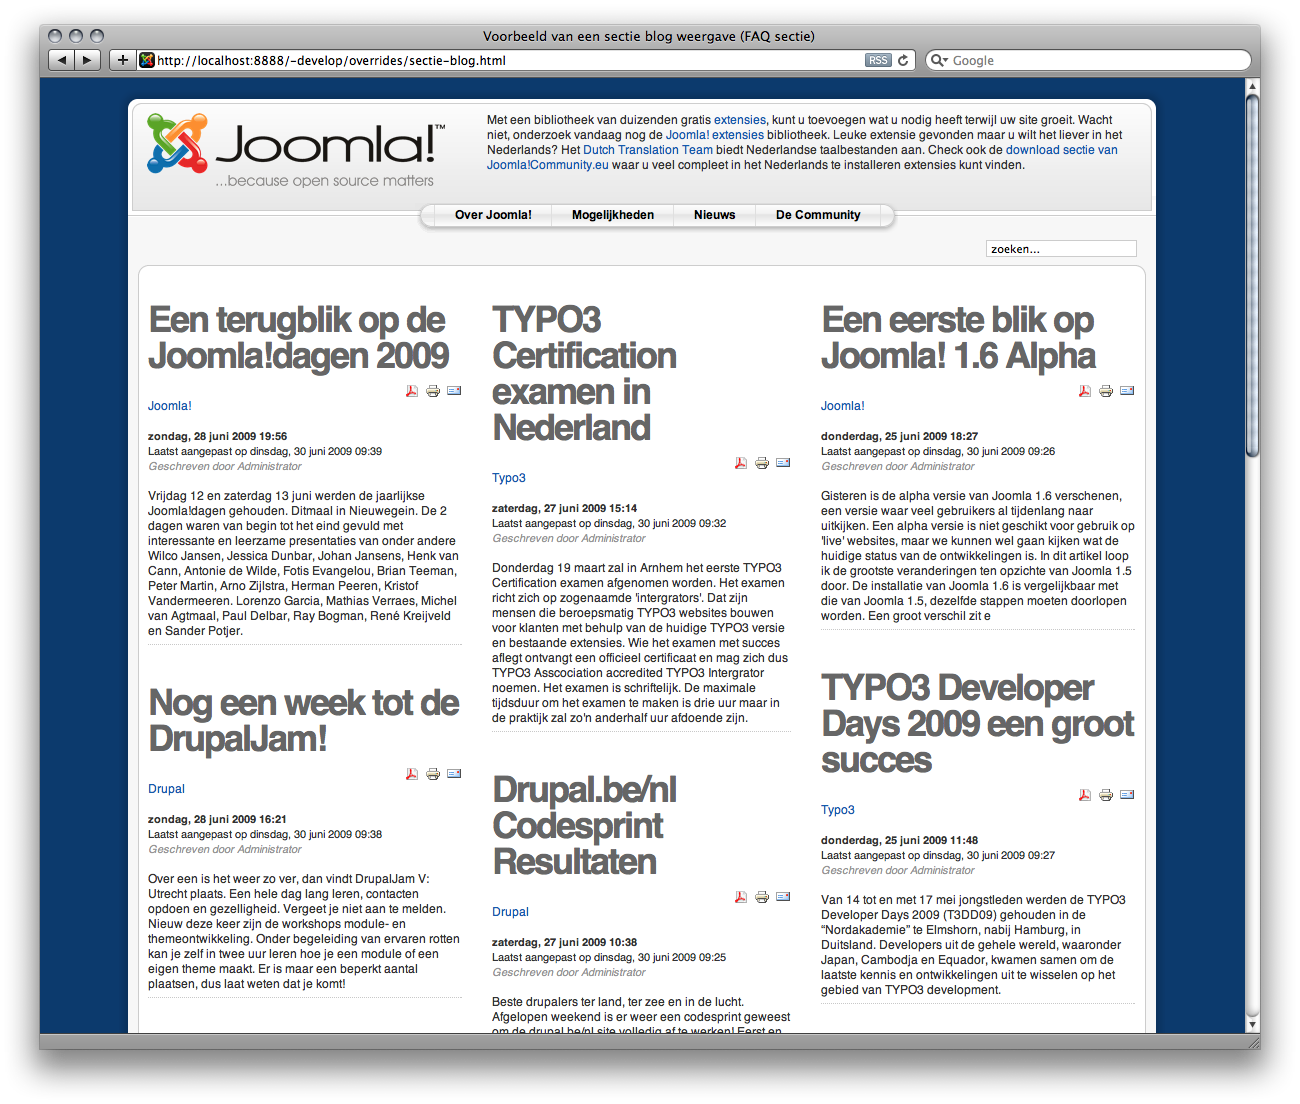 Voorbeeld van een sectie blog weergave (FAQ sectie)
http://localhost:8888/~develop/overrides/sectie-blog.html
RSS
Google
Joomla!™
...because open source matters
Met een bibliotheek van duizenden gratis extensies, kunt u toevoegen wat u nodig heeft terwijl uw site groeit. Wacht
niet, onderzoek vandaag nog de Joomla! extensies bibliotheek. Leuke extensie gevonden maar u wilt het liever in het
Nederlands? Het Dutch Translation Team biedt Nederlandse taalbestanden aan. Check ook de download sectie van
Joomla!Community.eu waar u veel compleet in het Nederlands te installeren extensies kunt vinden.
Over Joomla!
Mogelijkheden
Nieuws
De Community
zoeken...
Een terugblik op de
Joomla!dagen 2009
Joomla!
zondag, 28 juni 2009 19:56
Laatst aangepast op dinsdag, 30 juni 2009 09:39
Geschreven door Administrator
Vrijdag 12 en zaterdag 13 juni werden de jaarlijkse
Joomla!dagen gehouden. Ditmaal in Nieuwegein. De 2
dagen waren van begin tot het eind gevuld met
interessante en leerzame presentaties van onder andere
Wilco Jansen, Jessica Dunbar, Johan Jansens, Henk van
Cann, Antonie de Wilde, Fotis Evangelou, Brian Teeman,
Peter Martin, Arno Zijlstra, Herman Peeren, Kristof
Vandermeeren. Lorenzo Garcia, Mathias Verraes, Michel
van Agtmaal, Paul Delbar, Ray Bogman, René Kreijveld
en Sander Potjer.
Nog een week tot de
DrupalJam!
Drupal
zondag, 28 juni 2009 16:21
Laatst aangepast op dinsdag, 30 juni 2009 09:38
Geschreven door Administrator
Over een is het weer zo ver, dan vindt DrupalJam V:
Utrecht plaats. Een hele dag lang leren, contacten
opdoen en gezelligheid. Vergeet je niet aan te melden.
Nieuw deze keer zijn de workshops module- en
themeontwikkeling. Onder begeleiding van ervaren rotten
kan je zelf in twee uur leren hoe je een module of een
eigen theme maakt. Er is maar een beperkt aantal
plaatsen, dus laat weten dat je komt!
TYPO3
Certification
examen in
Nederland
Typo3
zaterdag, 27 juni 2009 15:14
Laatst aangepast op dinsdag, 30 juni 2009 09:32
Geschreven door Administrator
Donderdag 19 maart zal in Arnhem het eerste TYPO3
Certification examen afgenomen worden. Het examen
richt zich op zogenaamde 'intergrators'. Dat zijn
mensen die beroepsmatig TYPO3 websites bouwen
voor klanten met behulp van de huidige TYPO3 versie
en bestaande extensies. Wie het examen met succes
aflegt ontvangt een officieel certificaat en mag zich dus
TYPO3 Asscociation accredited TYPO3 Intergrator
noemen. Het examen is schriftelijk. De maximale
tijdsduur om het examen te maken is drie uur maar in
de praktijk zal zo'n anderhalf uur afdoende zijn.
Drupal.be/nl
Codesprint
Resultaten
Drupal
zaterdag, 27 juni 2009 10:38
Laatst aangepast op dinsdag, 30 juni 2009 09:25
Geschreven door Administrator
Beste drupalers ter land, ter zee en in de lucht.
Afgelopen weekend is er weer een codesprint geweest
om de drupal.be/nl site volledig af te werken! Eerst en
Een eerste blik op
Joomla! 1.6 Alpha
Joomla!
donderdag, 25 juni 2009 18:27
Laatst aangepast op dinsdag, 30 juni 2009 09:26
Geschreven door Administrator
Gisteren is de alpha versie van Joomla 1.6 verschenen,
een versie waar veel gebruikers al tijdenlang naar
uitkijken. Een alpha versie is niet geschikt voor gebruik op
'live' websites, maar we kunnen wel gaan kijken wat de
huidige status van de ontwikkelingen is. In dit artikel loop
ik de grootste veranderingen ten opzichte van Joomla 1.5
door. De installatie van Joomla 1.6 is vergelijkbaar met
die van Joomla 1.5, dezelfde stappen moeten doorlopen
worden. Een groot verschil zit e
TYPO3 Developer
Days 2009 een groot
succes
Typo3
donderdag, 25 juni 2009 11:48
Laatst aangepast op dinsdag, 30 juni 2009 09:27
Geschreven door Administrator
Van 14 tot en met 17 mei jongstleden werden de TYPO3
Developer Days 2009 (T3DD09) gehouden in de
“Nordakademie” te Elmshorn, nabij Hamburg, in
Duitsland. Developers uit de gehele wereld, waaronder
Japan, Cambodja en Equador, kwamen samen om de
laatste kennis en ontwikkelingen uit te wisselen op het
gebied van TYPO3 development.